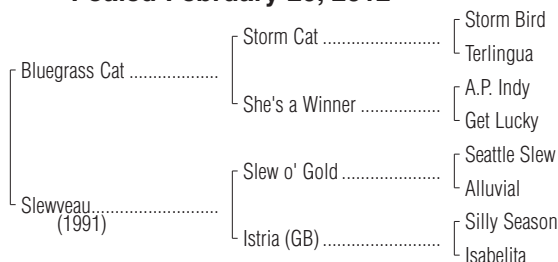 Foaled February 25, 2012
Storm Bird
Storm Cat ..........................
Terlingua
Bluegrass Cat ...................
A.P. Indy
She's a Winner ..................
Get Lucky
Seattle Slew
Slew o' Gold ......................
Alluvial
Slewveau...........................
(1991)
Silly Season
Istria (GB) ..........................
Isabelita